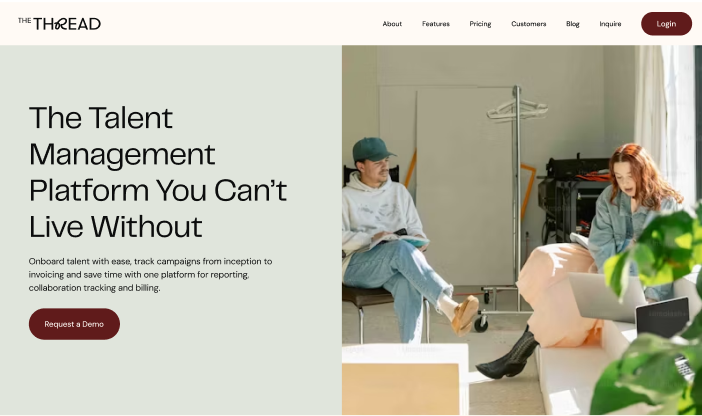 THE THREAD
About Features Pricing Customers Blog Inquire Login
The Talent
Management
Platform You Can't
Live Without
Onboard talent with ease, track campaigns from inception to
invoicing and save time with one platform for reporting,
collaboration tracking and billing.
Request a Demo